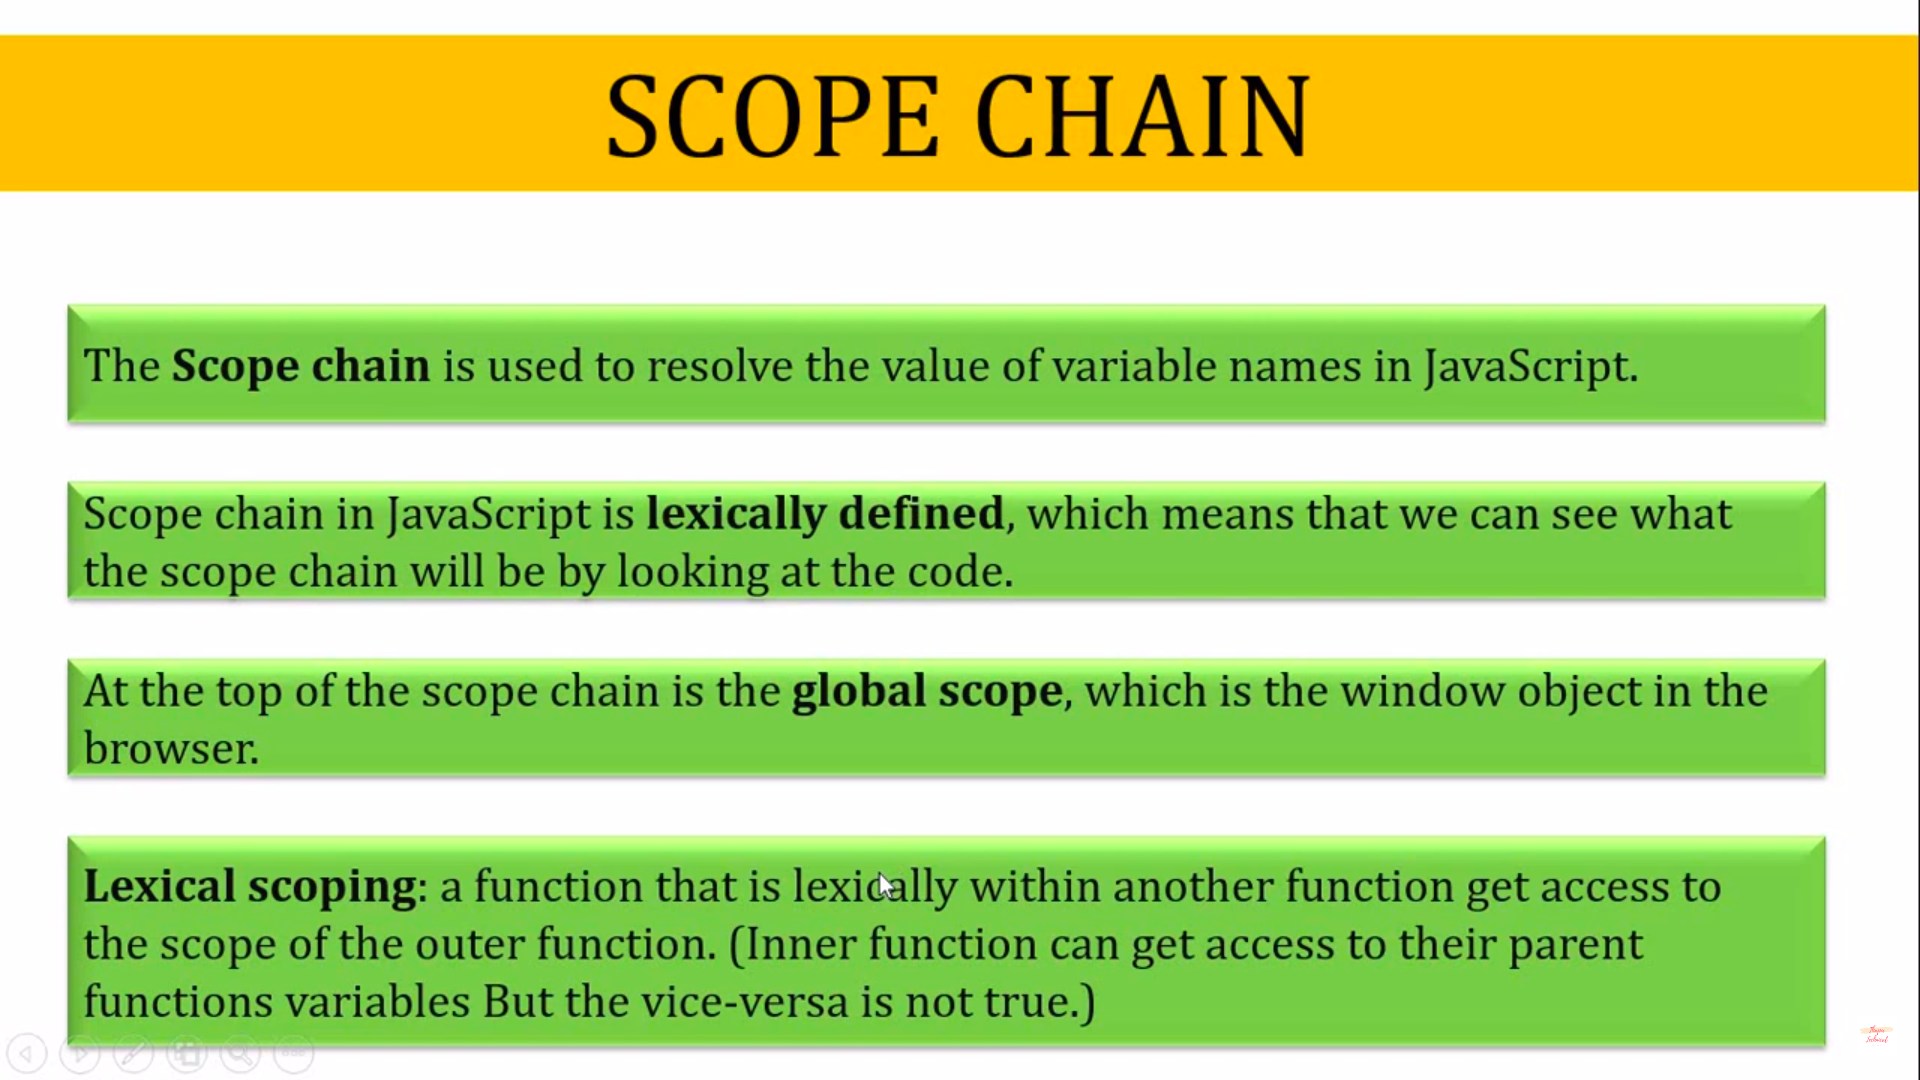 SCOPE CHAIN
The Scope chain is used to resolve the value of variable names in JavaScript.
Scope chain in JavaScript is lexically defined, which means that we can see what
the scope chain will be by looking at the code.
At the top of the scope chain is the global scope, which is the window object in the
browser.
Lexical scoping: a function that is lexically within another function get access to
the scope of the outer function. (Inner function can get access to their parent
functions variables But the vice-versa is not true.)